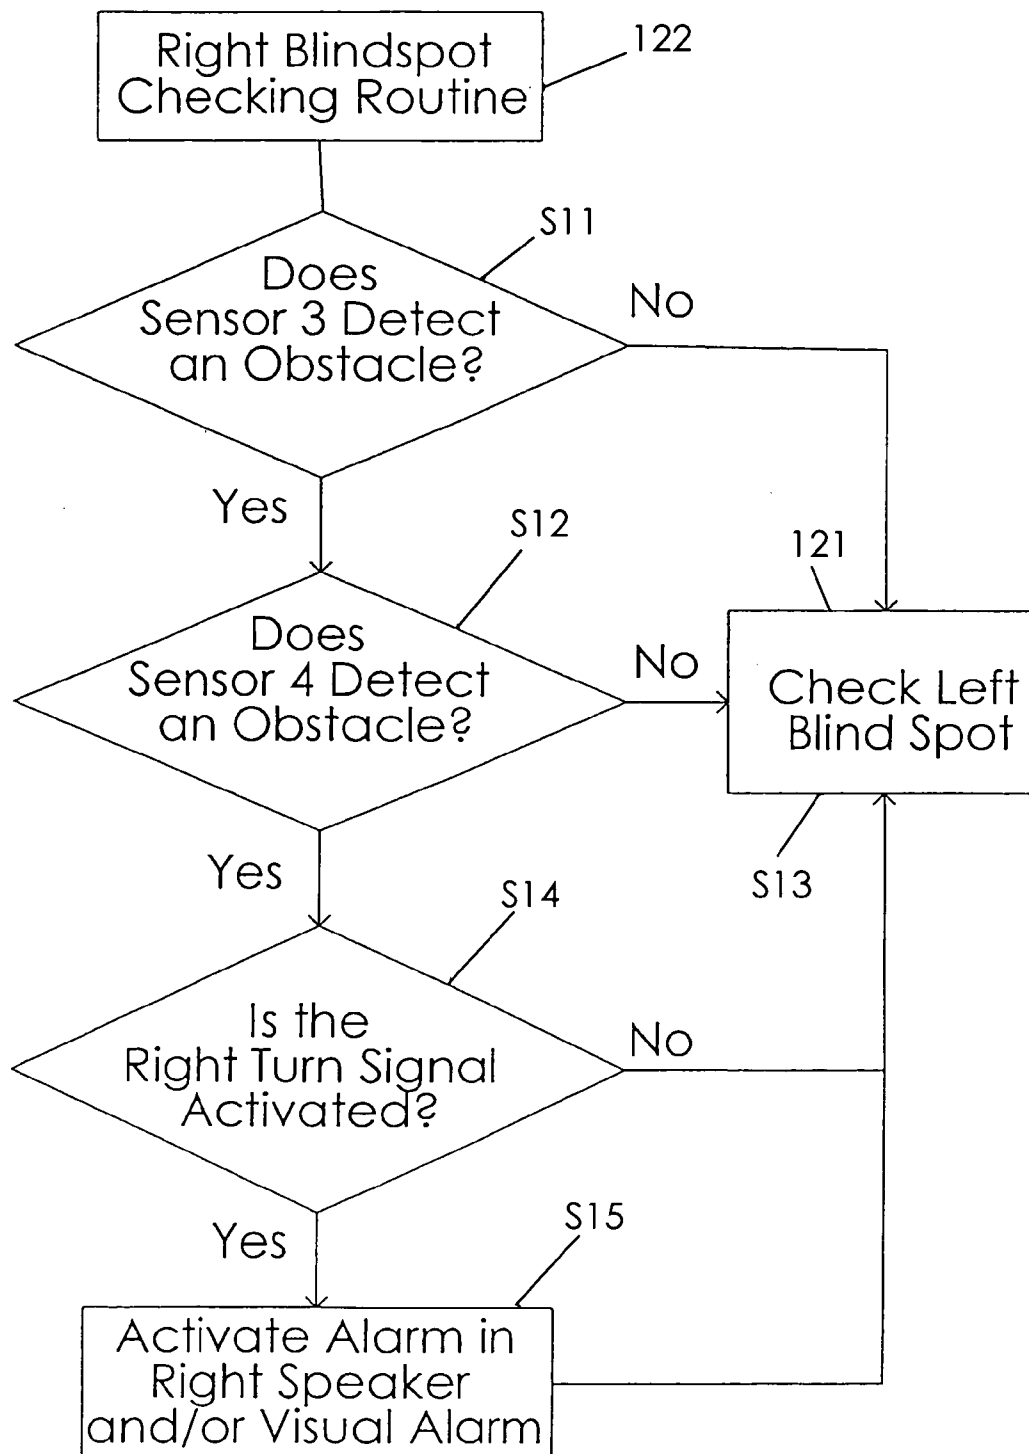 Right Blindspot
Checking Routine
122
S11
Does
Sensor 3 Detect
an Obstacle?
No
Yes
S12
121
Does
Sensor 4 Detect
an Obstacle?
No
Check Left
Blind Spot
Yes
S13
S14
Is the
Right Turn Signal
Activated?
No
Yes
S15
Activate Alarm in
Right Speaker
and/or Visual Alarm